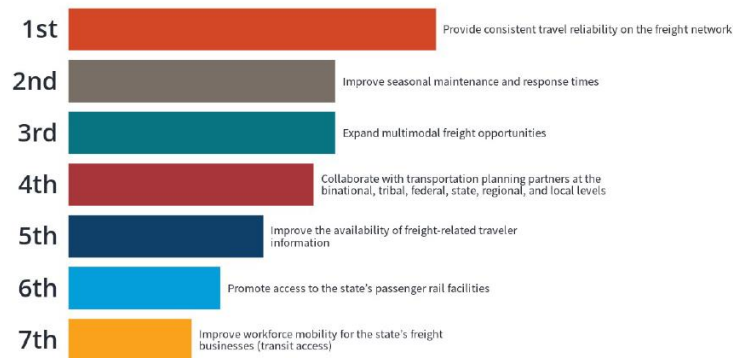 1st
Provide consistent travel reliability on the freight network
2nd
Improve seasonal maintenance and response times
3rd
Expand multimodal freight opportunities
4th
Collaborate with transportation planning partners at the
binational, tribal, federal, state, regional, and local levels
5th
Improve the availability of freight-related traveler
information
6th
Promote access to the state's passenger rail facilities
7th
Improve workforce mobility for the state's freight
businesses (transit access)